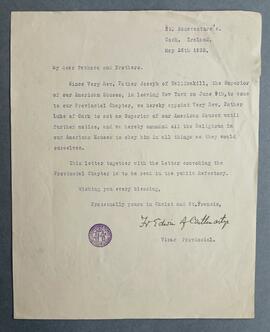 St. Bonaventure's
Cork, Ireland,
May 26th 1925.
My dear Fathers and Brothers,
Since Very Rev. Father Joseph of Ballinskill, the Superior
of our American Houses, is leaving New York on June 9th, to come
to our Provincial Chapter, we hereby appoint Very Rev. Father
Luke of Cork to act as Superior of our American Houses until
further notice, and we hereby command all the Religious in
our American Houses to obey him in all things as they would
ourselves.
This letter together with the Letter convoking the
Provincial Chapter is to be read in the public Refectory.
Wishing you every blessing,
Fraternally yours in Christ and St. Francis,
Fr Edwin
Vicar Provincial.